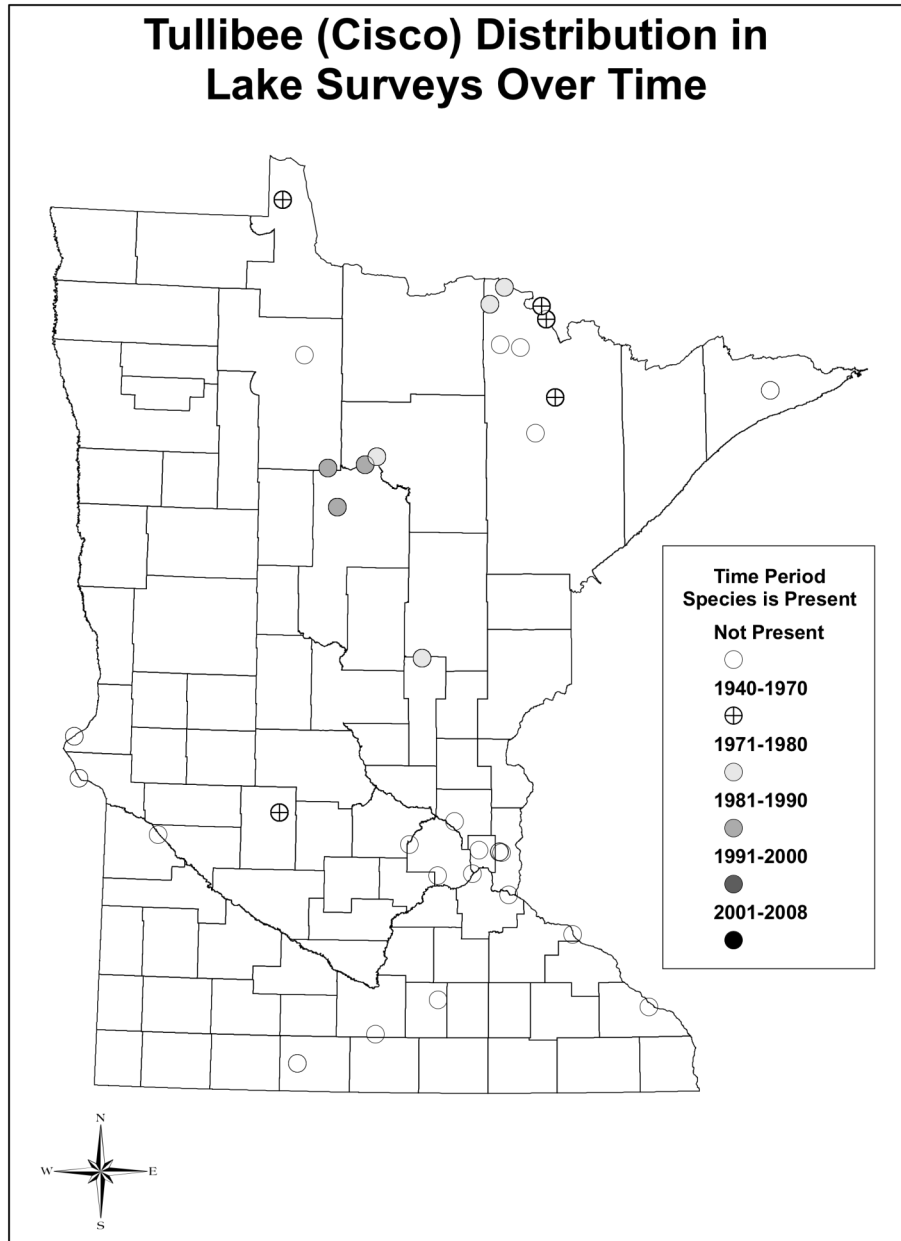 Tullibee (Cisco) Distribution in
Lake Surveys Over Time
Time Period
Species is Present
Not Present
1940-1970
1971-1980
1981-1990
1991-2000
2001-2008
N
W
E
S